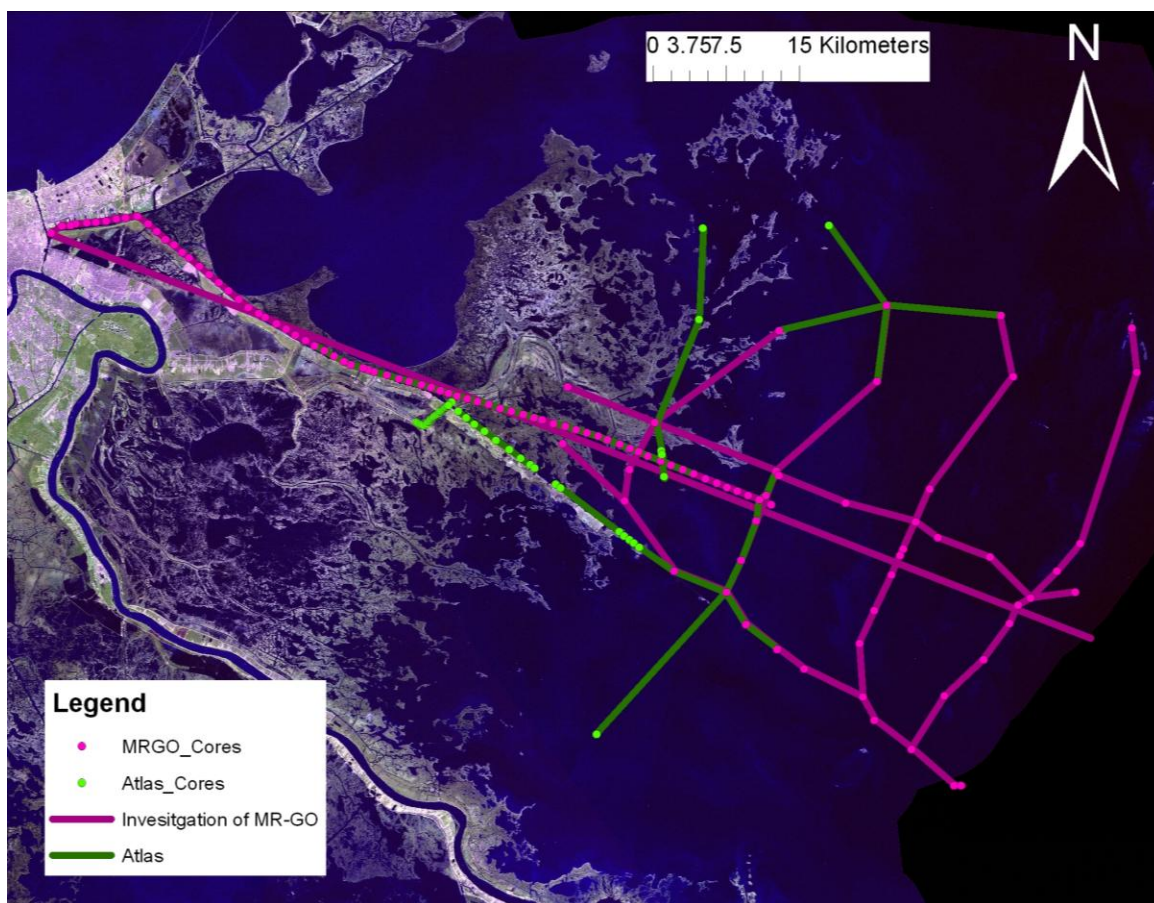 0 3.757.5 15 Kilometers
N
Legend
MRGO_Cores
Atlas_Cores
Invesitgation of MR-GO
Atlas